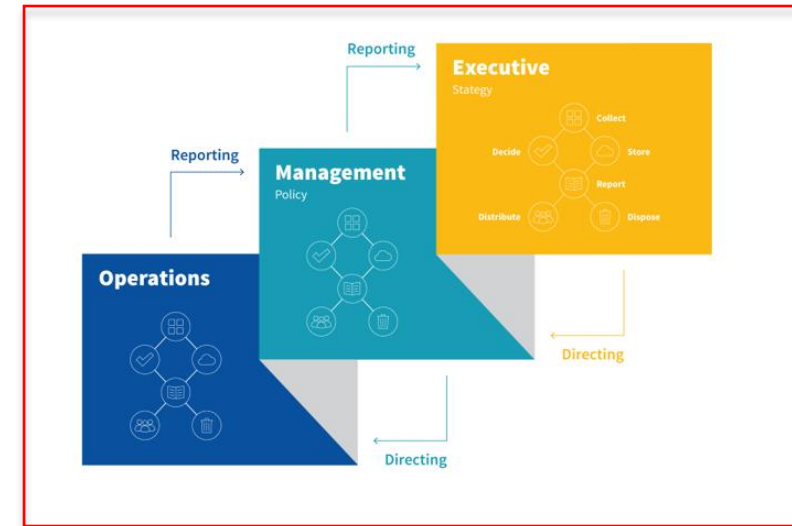 Reporting
Executive
Stategy
Collect
Decide
Store
Reporting
Management
Policy
Report
Distribute
Dispose
Operations
Directing
Directing